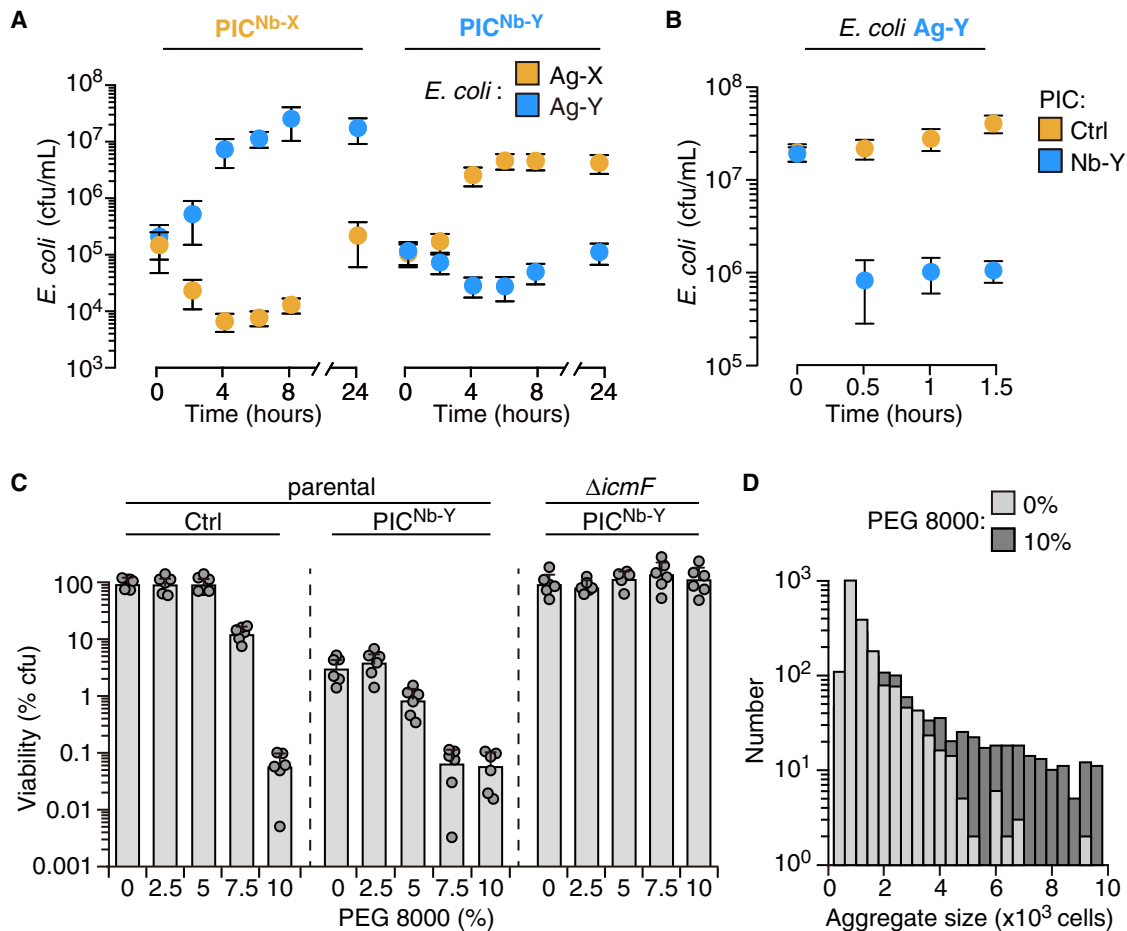 A
PIC^Nb-X
PIC^Nb-Y
E. coli :
Ag-X
Ag-Y
E. coli (cfu/mL)
10^8
10^7
10^6
10^5
10^4
10^3
0 4 8 24
Time (hours)
0 4 8 24
Time (hours)
B
E. coli Ag-Y
PIC:
Ctrl
Nb-Y
E. coli (cfu/mL)
10^8
10^7
10^6
10^5
0 0.5 1 1.5
Time (hours)
C
parental
ΔicmF
Ctrl
PIC^Nb-Y
PIC^Nb-Y
Viability (% cfu)
100
10
1
0.1
0.01
0.001
0 2.5 5 7.5 10 0 2.5 5 7.5 10 0 2.5 5 7.5 10
PEG 8000 (%)
D
PEG 8000:
0%
10%
Number
10^3
10^2
10^1
10^0
0 2 4 6 8 10
Aggregate size (x10^3 cells)